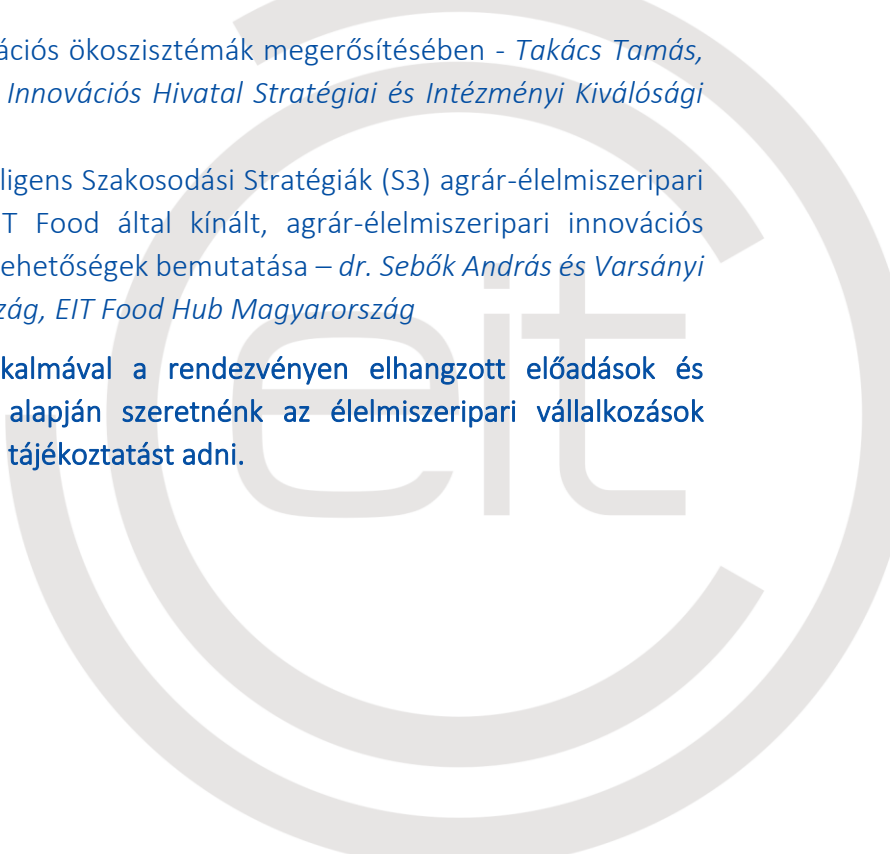 ációs ökoszisztémák megerősítésében - Takács Tamás,
Innovációs Hivatal Stratégiai és Intézményi Kiválósági
ligens Szakosodási Stratégiák (S3) agrár-élelmiszeripari
T Food által kínált, agrár-élelmiszeripari innovációs
ehetőségek bemutatása – dr. Sebők András és Varsányi
zág, EIT Food Hub Magyarország
kalmával a rendezvényen elhangzott előadások és
alapján szeretnénk az élelmiszeripari vállalkozások
tájékoztatást adni.
eit